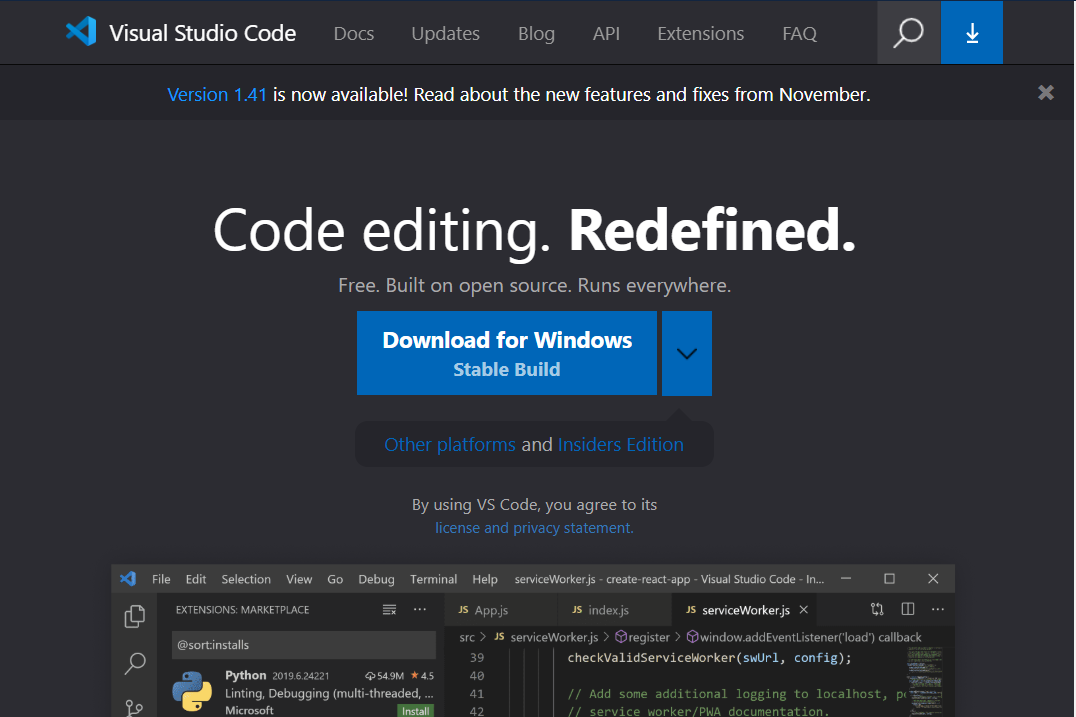 Visual Studio Code Docs Updates Blog API Extensions FAQ
Version 1.41 is now available! Read about the new features and fixes from November.
Code editing. Redefined.
Free. Built on open source. Runs everywhere.
Download for Windows
Stable Build
Other platforms and Insiders Edition
By using VS Code, you agree to its
license and privacy statement.
File Edit Selection View Go Debug Terminal Help serviceWorker.js - create-react-app - Visual Studio Code - In...
EXTENSIONS: MARKETPLACE
@sort:installs
Python 2019.6.24221 54.9M 4.5
Linting, Debugging (multi-threaded, ...
Microsoft Install
JS App.js JS index.js JS serviceWorker.js
src > JS serviceWorker.js > register > window.addEventListener('load') callback
39 checkValidServiceWorker(swUrl, config);
40
41 // Add some additional logging to localhost,
42 // service worker/PWA documentation.